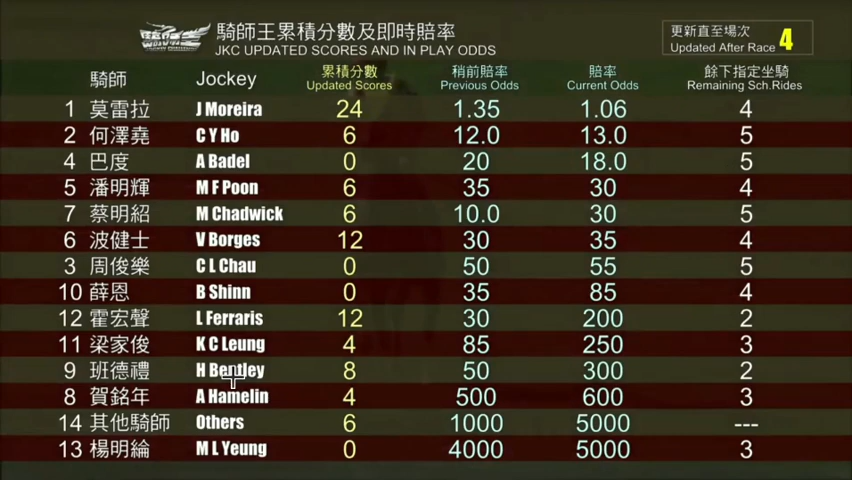 騎師王 騎師王累積分數及即時賠率
JOCKEY CHALLENGE JKC UPDATED SCORES AND IN PLAY ODDS
更新直至場次 4
Updated After Race
騎師 Jockey 累積分數 稍前賠率 賠率 餘下指定坐騎
Updated Scores Previous Odds Current Odds Remaining Sch.Rides
1 莫雷拉 J Moreira 24 1.35 1.06 4
2 何澤堯 C Y Ho 6 12.0 13.0 5
4 巴度 A Badel 0 20 18.0 5
5 潘明輝 M F Poon 6 35 30 4
7 蔡明紹 M Chadwick 6 10.0 30 5
6 波健士 V Borges 12 30 35 4
3 周俊樂 C L Chau 0 50 55 5
10 薛恩 B Shinn 0 35 85 4
12 霍宏聲 L Ferraris 12 30 200 2
11 梁家俊 K C Leung 4 85 250 3
9 班德禮 H Bentley 8 50 300 2
8 賀銘年 A Hamelin 4 500 600 3
14 其他騎師 Others 6 1000 5000 ---
13 楊明綸 M L Yeung 0 4000 5000 3